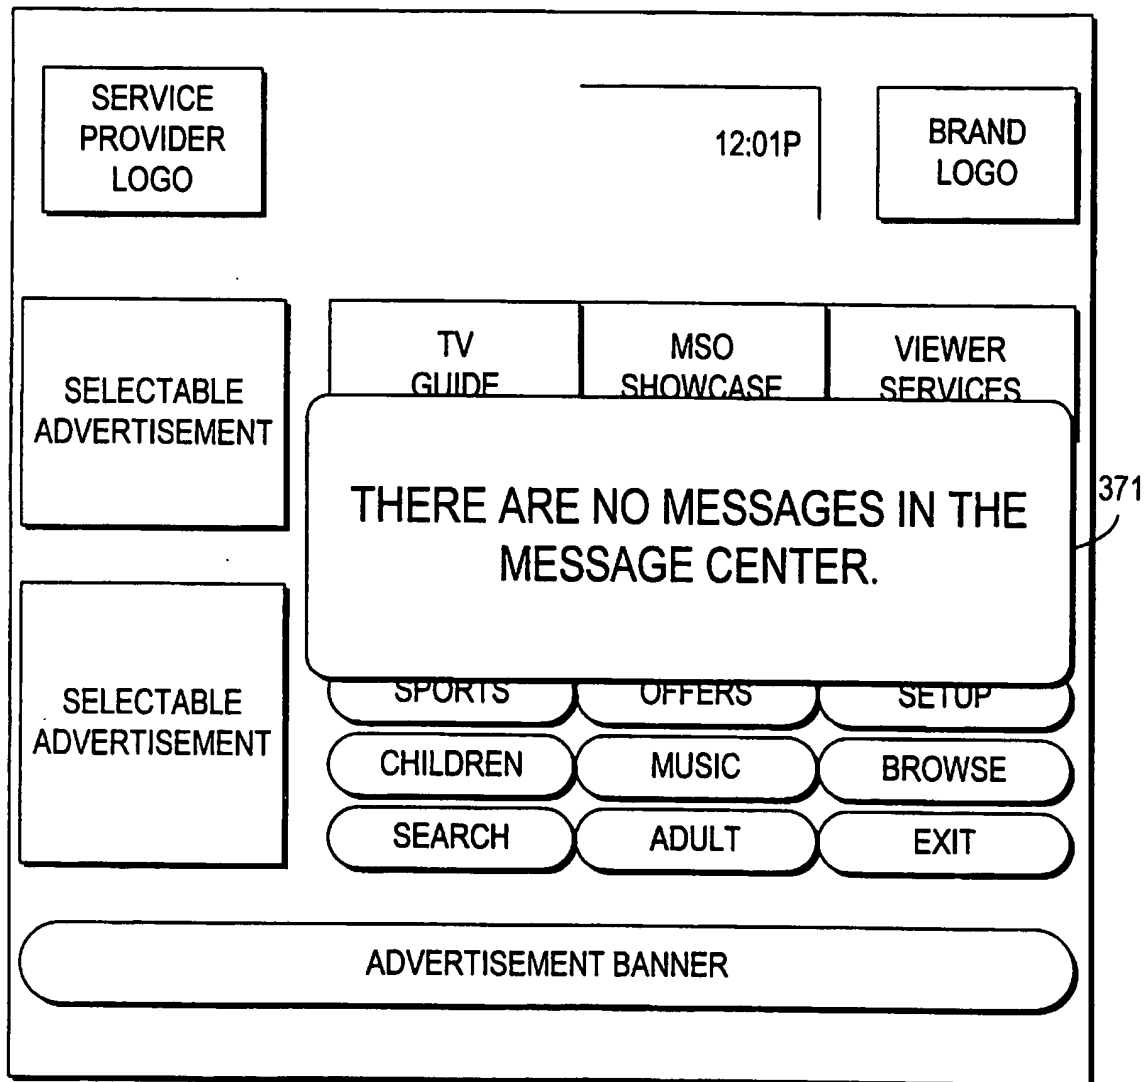 SERVICE
PROVIDER
LOGO
12:01P
BRAND
LOGO
SELECTABLE
ADVERTISEMENT
TV
GUIDE
MSO
SHOWCASE
VIEWER
SERVICES
THERE ARE NO MESSAGES IN THE
MESSAGE CENTER.
371
SELECTABLE
ADVERTISEMENT
SPORTS
OFFERS
SETUP
CHILDREN
MUSIC
BROWSE
SEARCH
ADULT
EXIT
ADVERTISEMENT BANNER